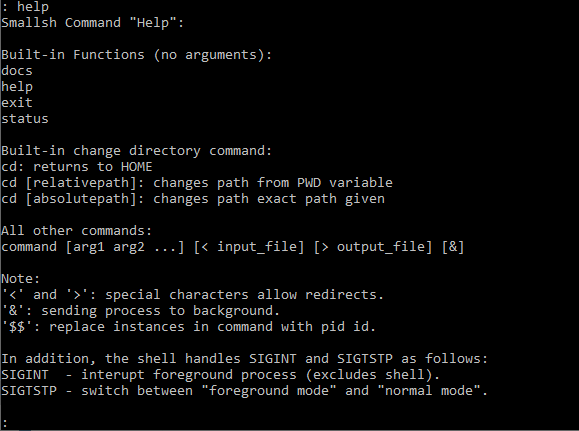 : help
Smallsh Command "Help":
Built-in Functions (no arguments):
docs
help
exit
status
Built-in change directory command:
cd: returns to HOME
cd [relativepath]: changes path from PWD variable
cd [absolutepath]: changes path exact path given
All other commands:
command [arg1 arg2 ...] [< input_file] [> output_file] [&]
Note:
'<' and '>': special characters allow redirects.
'&': sending process to background.
'$$': replace instances in command with pid id.
In addition, the shell handles SIGINT and SIGTSTP as follows:
SIGINT  - interupt foreground process (excludes shell).
SIGTSTP - switch between "foreground mode" and "normal mode".
: